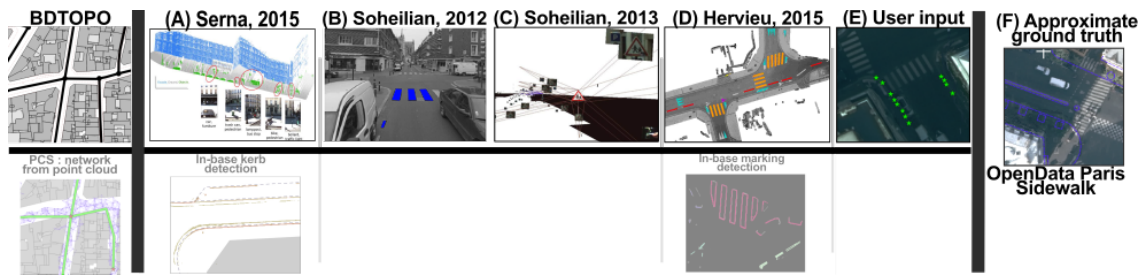 BDTOPO
(A) Serna, 2015
(B) Soheilian, 2012
(C) Soheilian, 2013
(D) Hervieu, 2015
(E) User input
(F) Approximate
ground truth
PCS : network
from point cloud
In-base kerb
detection
In-base marking
detection
OpenData Paris
Sidewalk